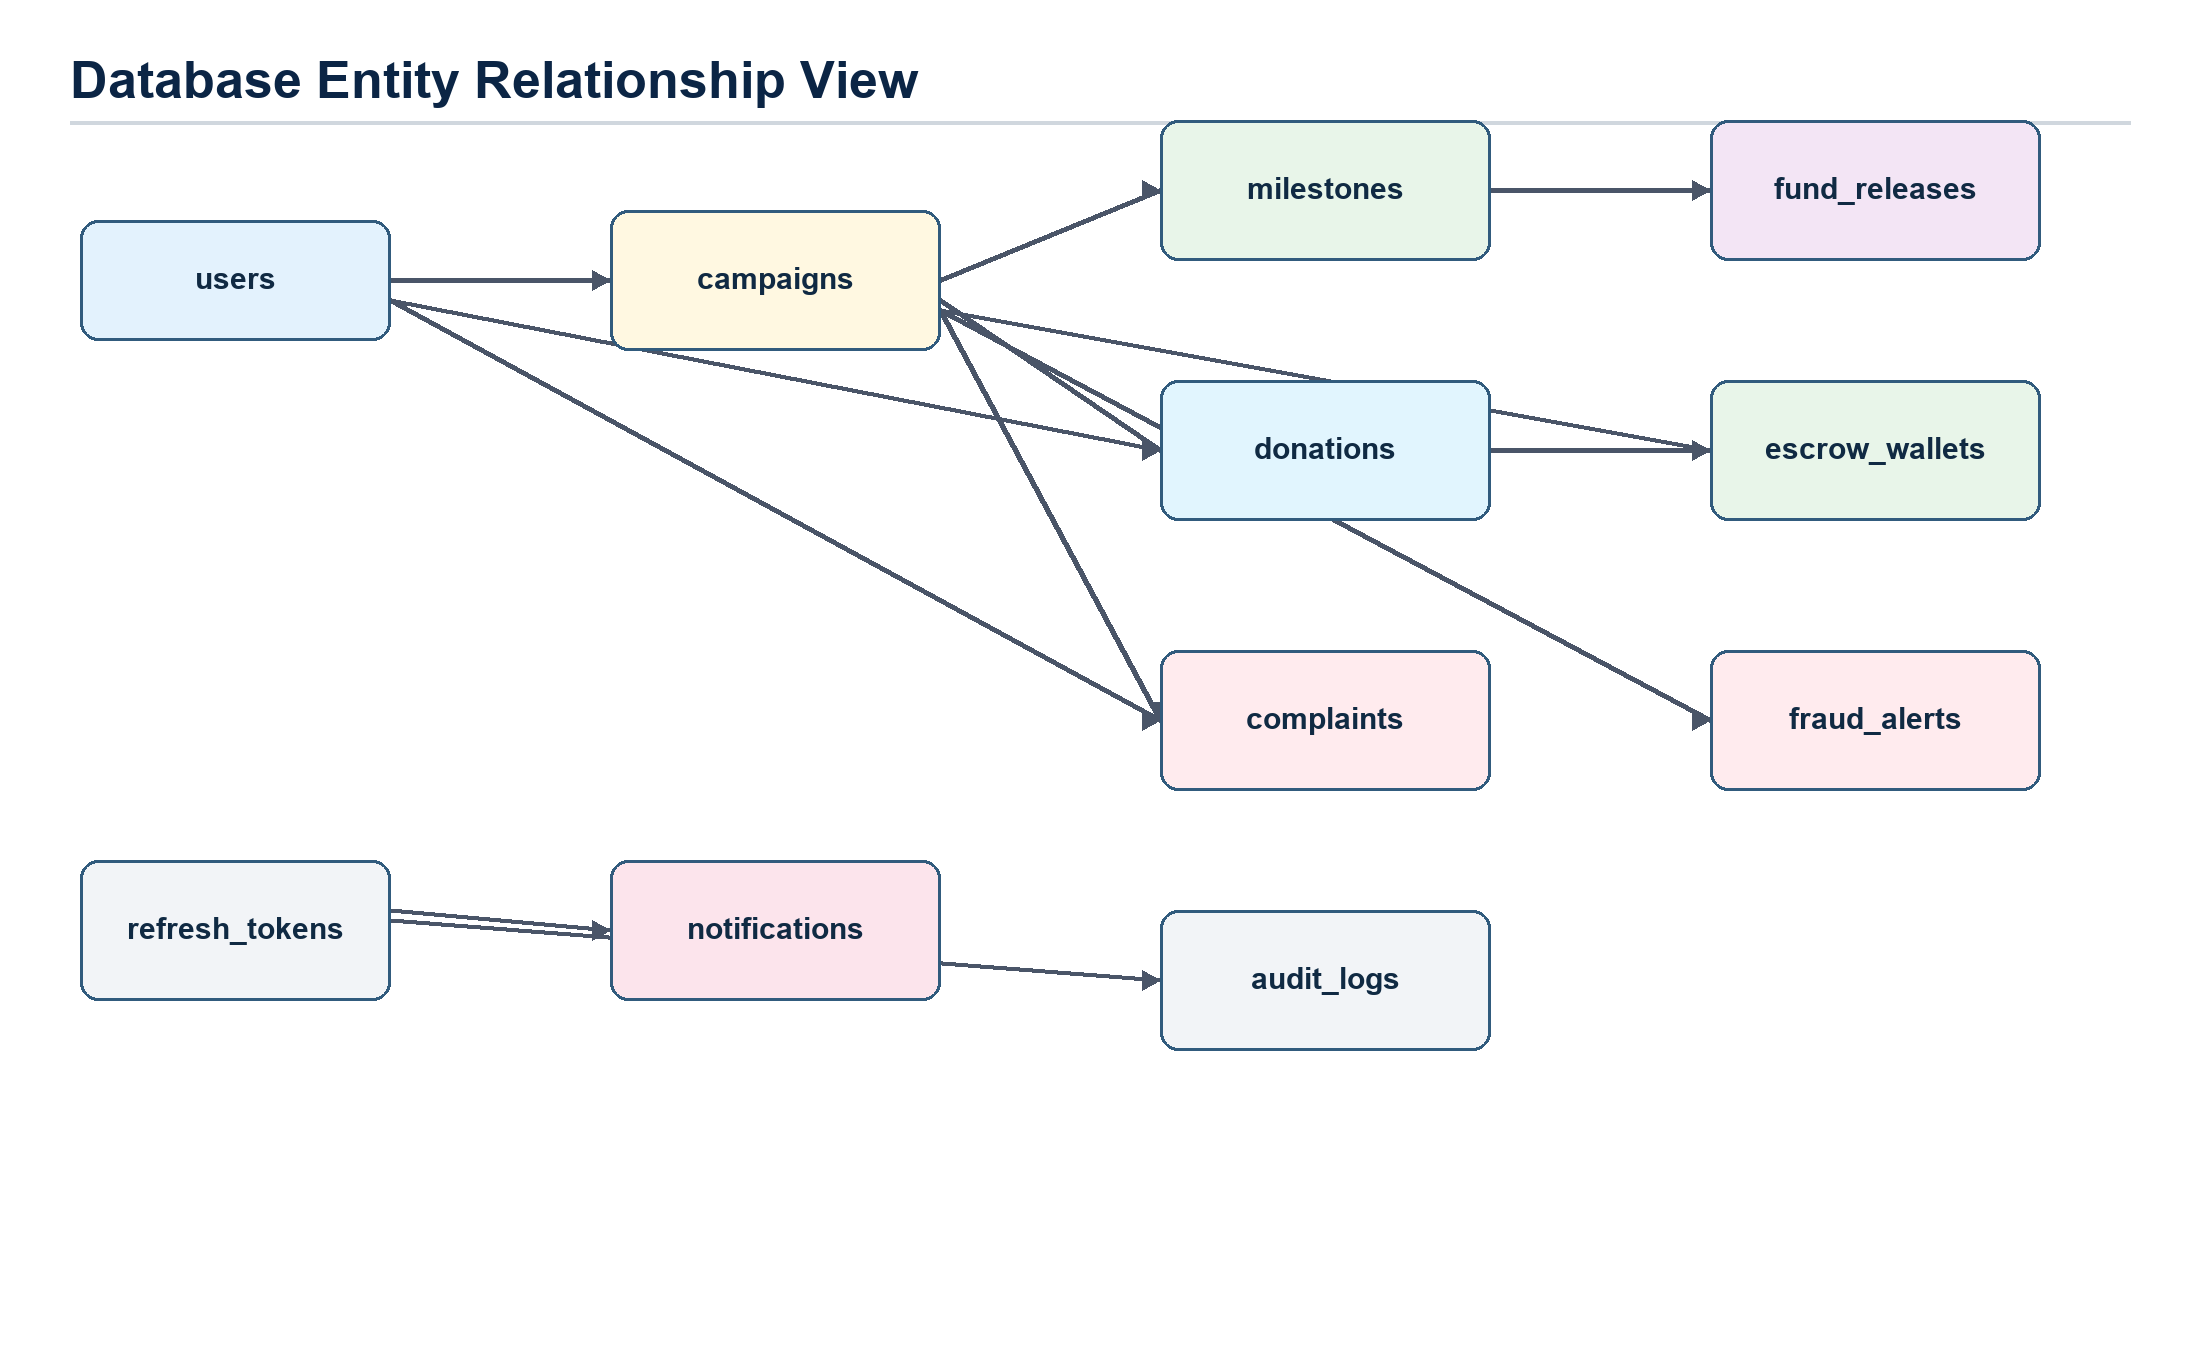 Database Entity Relationship View
milestones
fund_releases
users
campaigns
donations
escrow_wallets
complaints
fraud_alerts
refresh_tokens
notifications
audit_logs